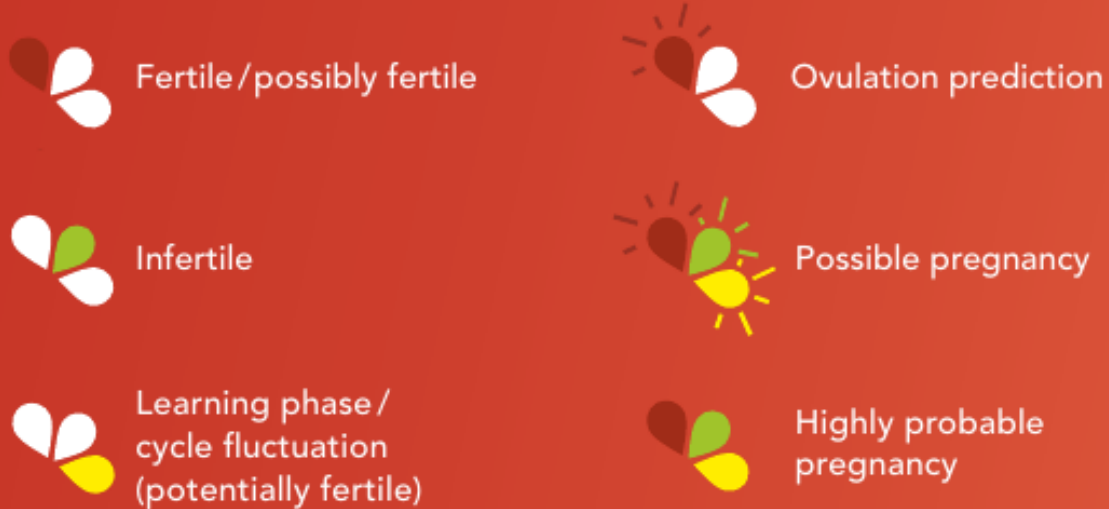 Fertile / possibly fertile
Ovulation prediction
Infertile
Possible pregnancy
Learning phase /
cycle fluctuation
(potentially fertile)
Highly probable
pregnancy